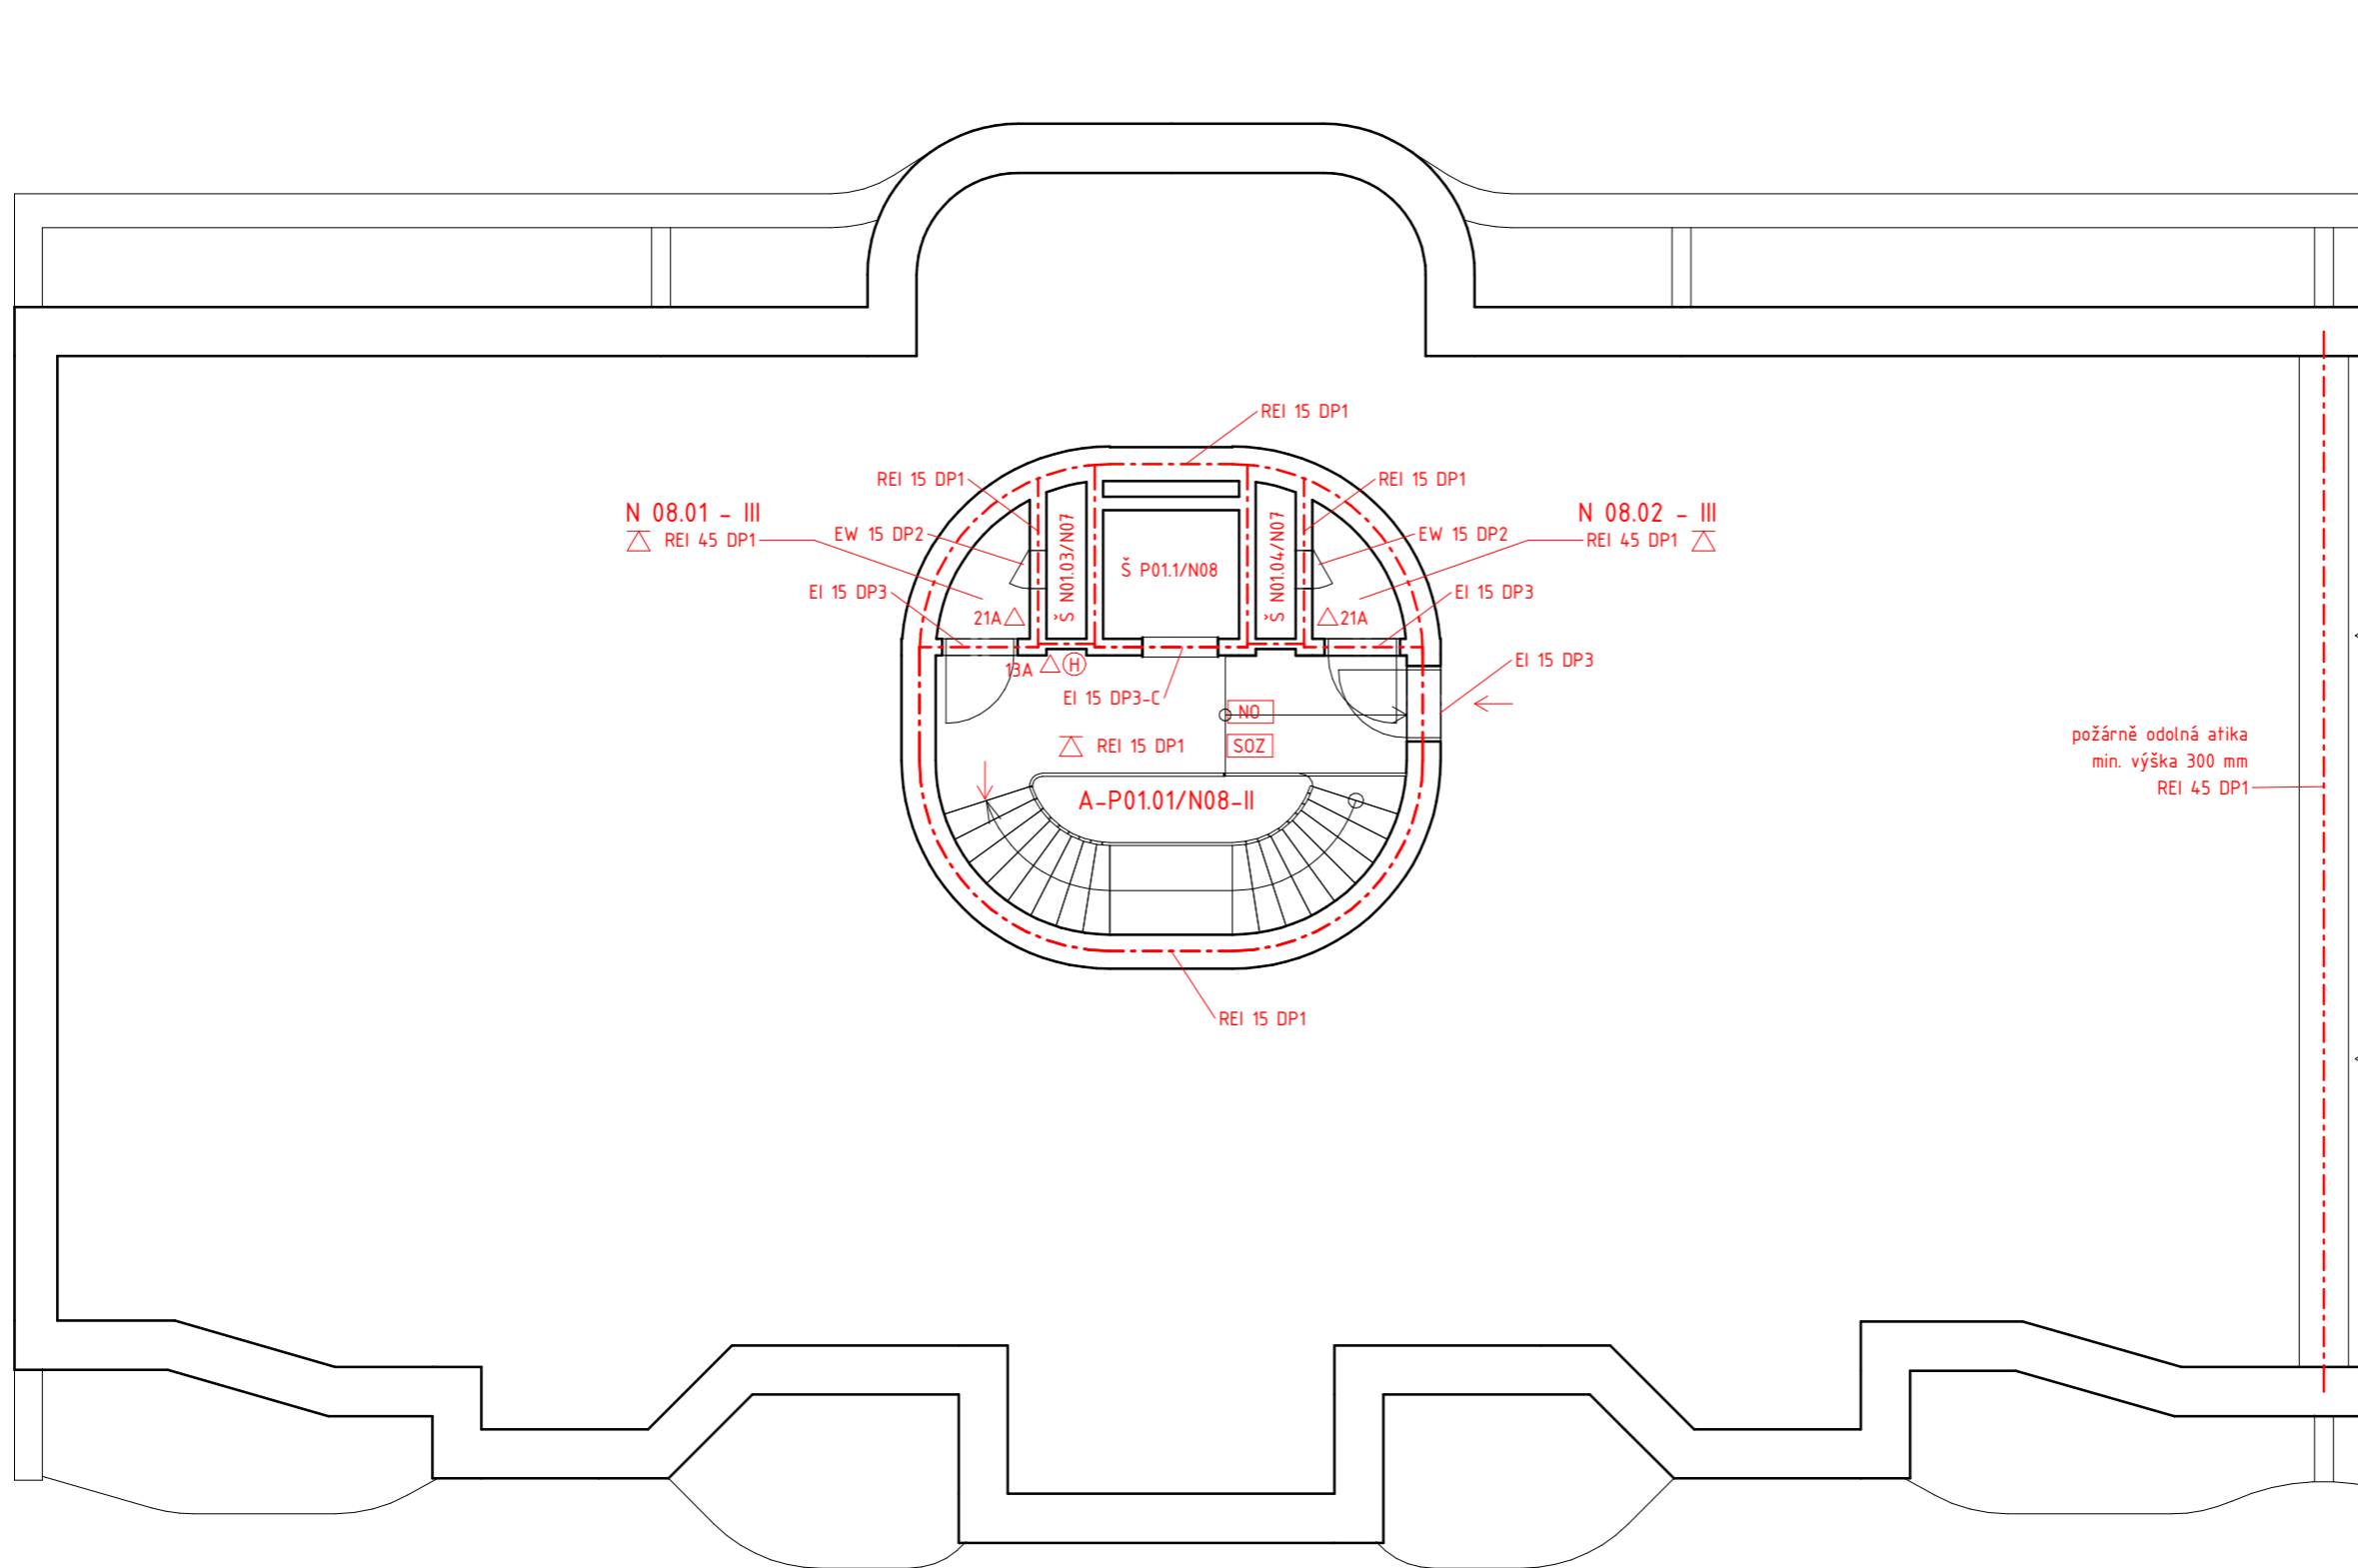 REI 15 DP1
REI 15 DP1
REI 15 DP1
N 08.01 - III
N 08.02 - III
REI 45 DP1
EW 15 DP2
EW 15 DP2
REI 45 DP1
Š N01.03/N07
Š P01.1/N08
Š N01.04/N07
EI 15 DP3
EI 15 DP3
21A
21A
13A
H
EI 15 DP3
EI 15 DP3-C
NO
REI 15 DP1
SOZ
požárně odolná atika
min. výška 300 mm
REI 45 DP1
A-P01.01/N08-II
REI 15 DP1